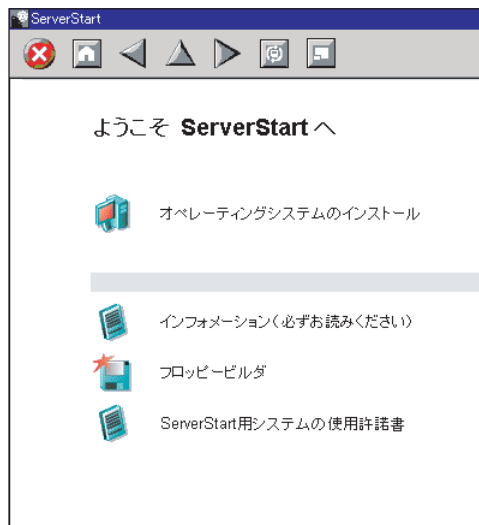 ServerStart
ようこそ ServerStart へ
オペレーティングシステムのインストール
インフォメーション(必ずお読みください)
フロッピービルダ
ServerStart用システムの使用許諾書